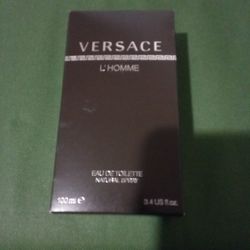 VERSACE
L'HOMME
EAU DE TOILETTE
NATURAL SPRAY
100 ml ℮ 3.4 US fl.oz.